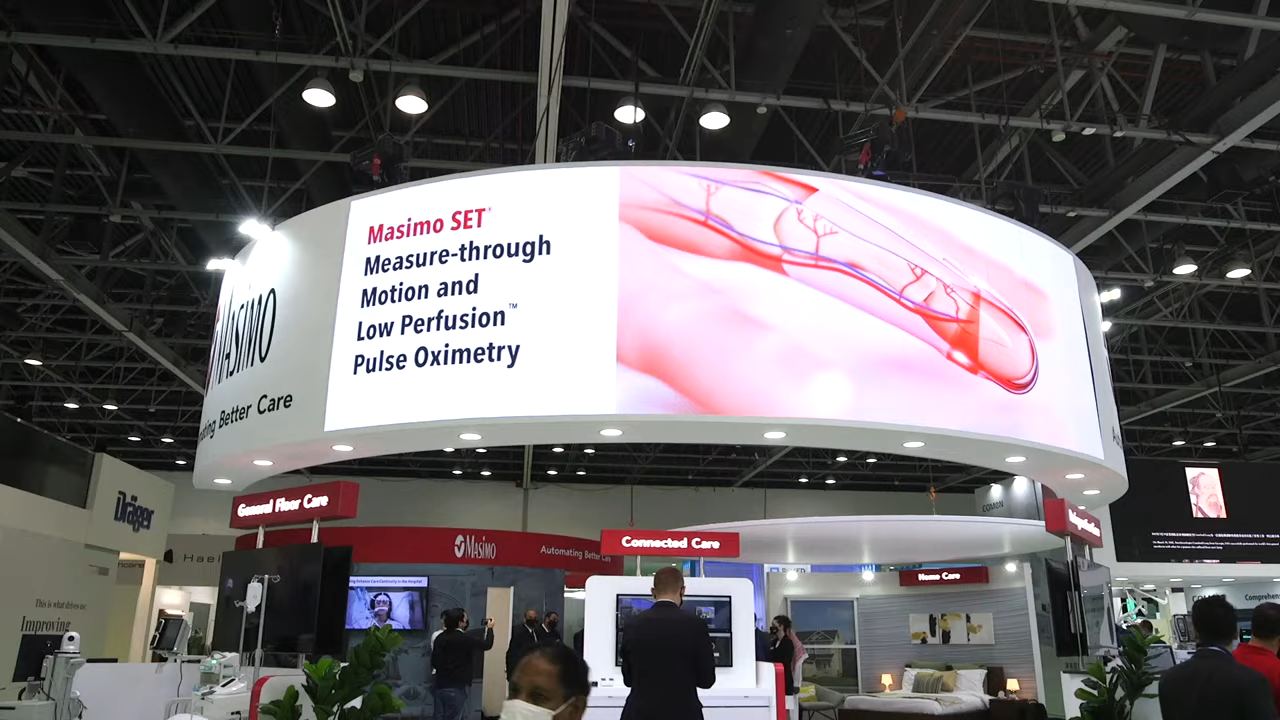 Masimo SET®
Measure-through
Motion and
Low Perfusion™
Pulse Oximetry
Masimo
Better Care
General Floor Care
Dräger
Masimo
Automating Better Care
Connected Care
Home Care
This is what drives us
Improving